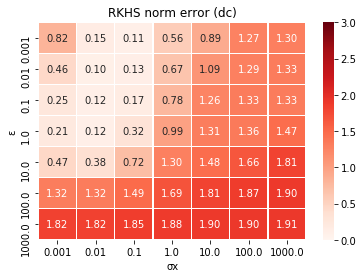 RKHS norm error (dc)
0.001 0.82 0.15 0.11 0.56 0.89 1.27 1.30
0.01 0.46 0.10 0.13 0.67 1.09 1.29 1.33
0.1 0.25 0.12 0.17 0.78 1.26 1.33 1.33
1.0 0.21 0.12 0.32 0.99 1.31 1.36 1.47
10.0 0.47 0.38 0.72 1.30 1.48 1.66 1.81
100.0 1.32 1.32 1.49 1.69 1.81 1.87 1.90
1000.0 1.82 1.82 1.85 1.88 1.90 1.90 1.91
0.001 0.01 0.1 1.0 10.0 100.0 1000.0
σx
ε
3.0
2.5
2.0
1.5
1.0
0.5
0.0